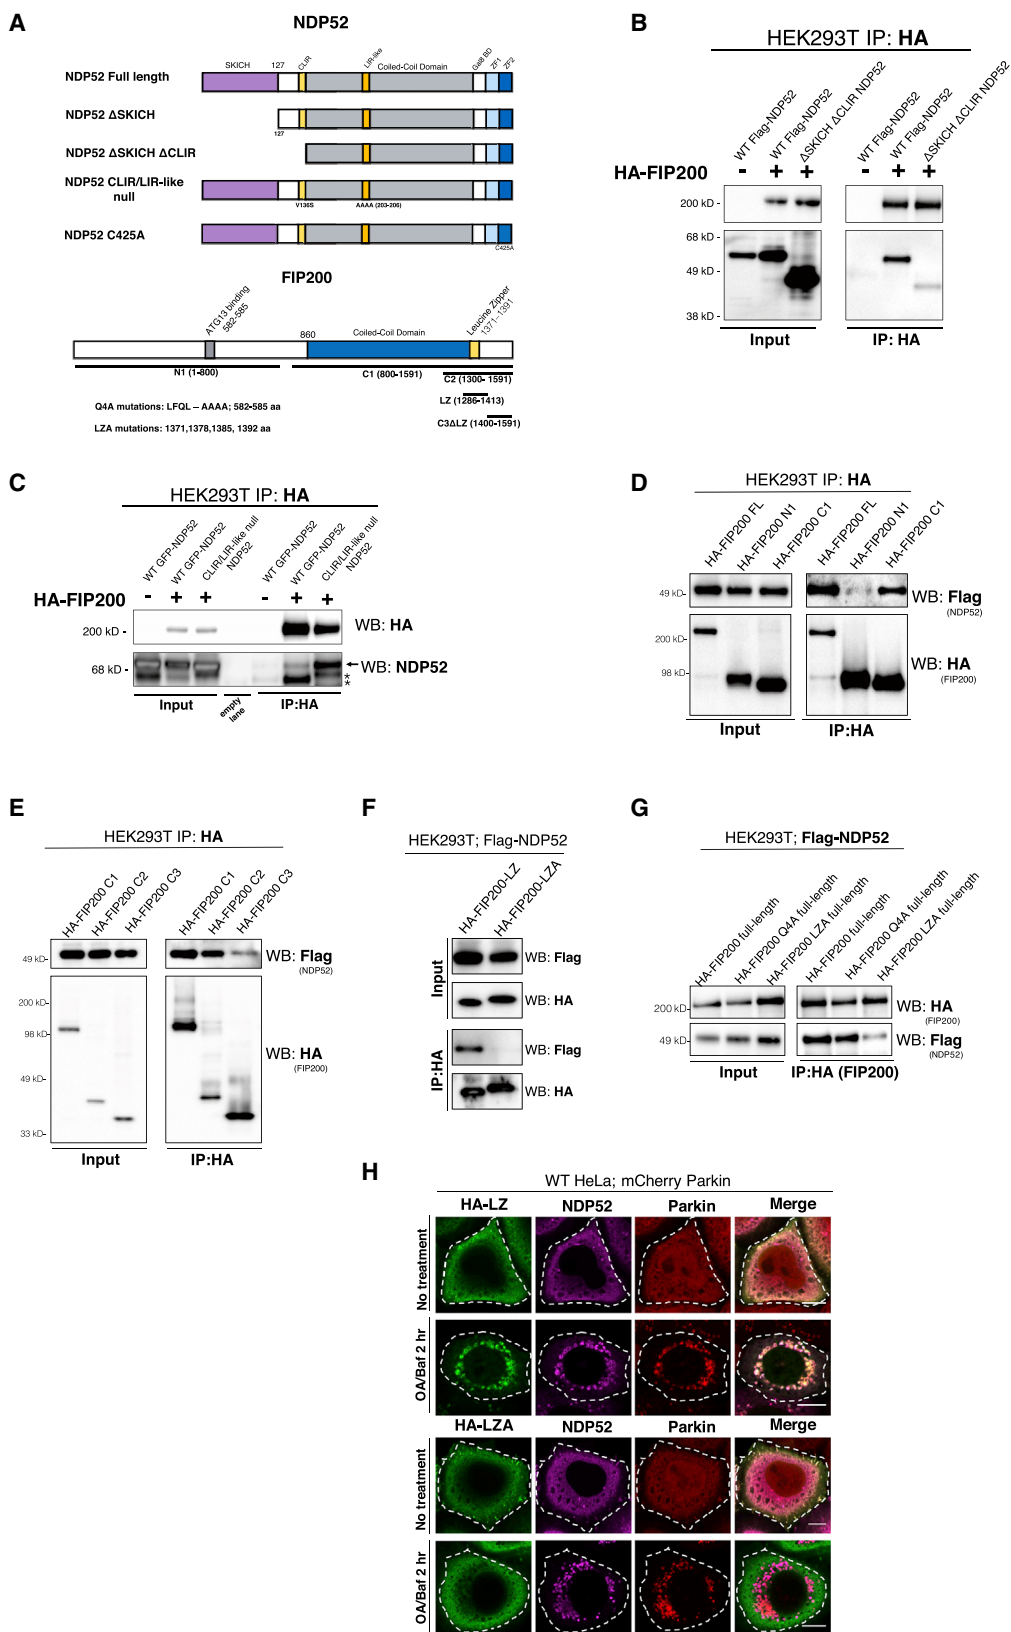 A
NDP52
SKICH 127 CLIR LIR-like Coiled-Coil Domain Gal8 BD ZF1 ZF2
NDP52 Full length
NDP52 ΔSKICH
127
NDP52 ΔSKICH ΔCLIR
NDP52 CLIR/LIR-like
null
V136S AAAA (203-206)
NDP52 C425A
C425A
FIP200
ATG13 binding
582-585
860 Coiled-Coil Domain
Leucine Zipper
1371-1391
N1 (1-800)
C1 (800-1591)
C2 (1300- 1591)
LZ (1286-1413)
C3ΔLZ (1400-1591)
Q4A mutations: LFQL – AAAA; 582-585 aa
LZA mutations: 1371,1378,1385, 1392 aa
B
HEK293T IP: HA
WT Flag-NDP52 WT Flag-NDP52 ΔSKICH ΔCLIR NDP52 WT Flag-NDP52 WT Flag-NDP52 ΔSKICH ΔCLIR NDP52
HA-FIP200 - + + - + +
200 kD -
68 kD -
49 kD -
38 kD -
Input IP: HA
C
HEK293T IP: HA
WT GFP-NDP52 WT GFP-NDP52 CLIR/LIR-like null NDP52 WT GFP-NDP52 WT GFP-NDP52 CLIR/LIR-like null NDP52
HA-FIP200 - + + - + +
200 kD - WB: HA
68 kD - WB: NDP52
*
*
Input empty lane IP:HA
D
HEK293T IP: HA
HA-FIP200 FL HA-FIP200 N1 HA-FIP200 C1 HA-FIP200 FL HA-FIP200 N1 HA-FIP200 C1
49 kD- WB: Flag
(NDP52)
200 kD-
98 kD- WB: HA
(FIP200)
Input IP:HA
E
HEK293T IP: HA
HA-FIP200 C1 HA-FIP200 C2 HA-FIP200 C3 HA-FIP200 C1 HA-FIP200 C2 HA-FIP200 C3
49 kD- WB: Flag
(NDP52)
200 kD-
98 kD-
WB: HA
(FIP200)
49 kD-
33 kD-
Input IP:HA
F
HEK293T; Flag-NDP52
HA-FIP200-LZ HA-FIP200-LZA
Input
WB: Flag
WB: HA
IP:HA
WB: Flag
WB: HA
G
HEK293T; Flag-NDP52
HA-FIP200 full-length HA-FIP200 Q4A full-length HA-FIP200 LZA full-length HA-FIP200 full-length HA-FIP200 Q4A full-length HA-FIP200 LZA full-length
200 kD- WB: HA
(FIP200)
49 kD- WB: Flag
(NDP52)
Input IP:HA (FIP200)
H
WT HeLa; mCherry Parkin
HA-LZ NDP52 Parkin Merge
No treatment
OA/Baf 2 hr
HA-LZA NDP52 Parkin Merge
No treatment
OA/Baf 2 hr